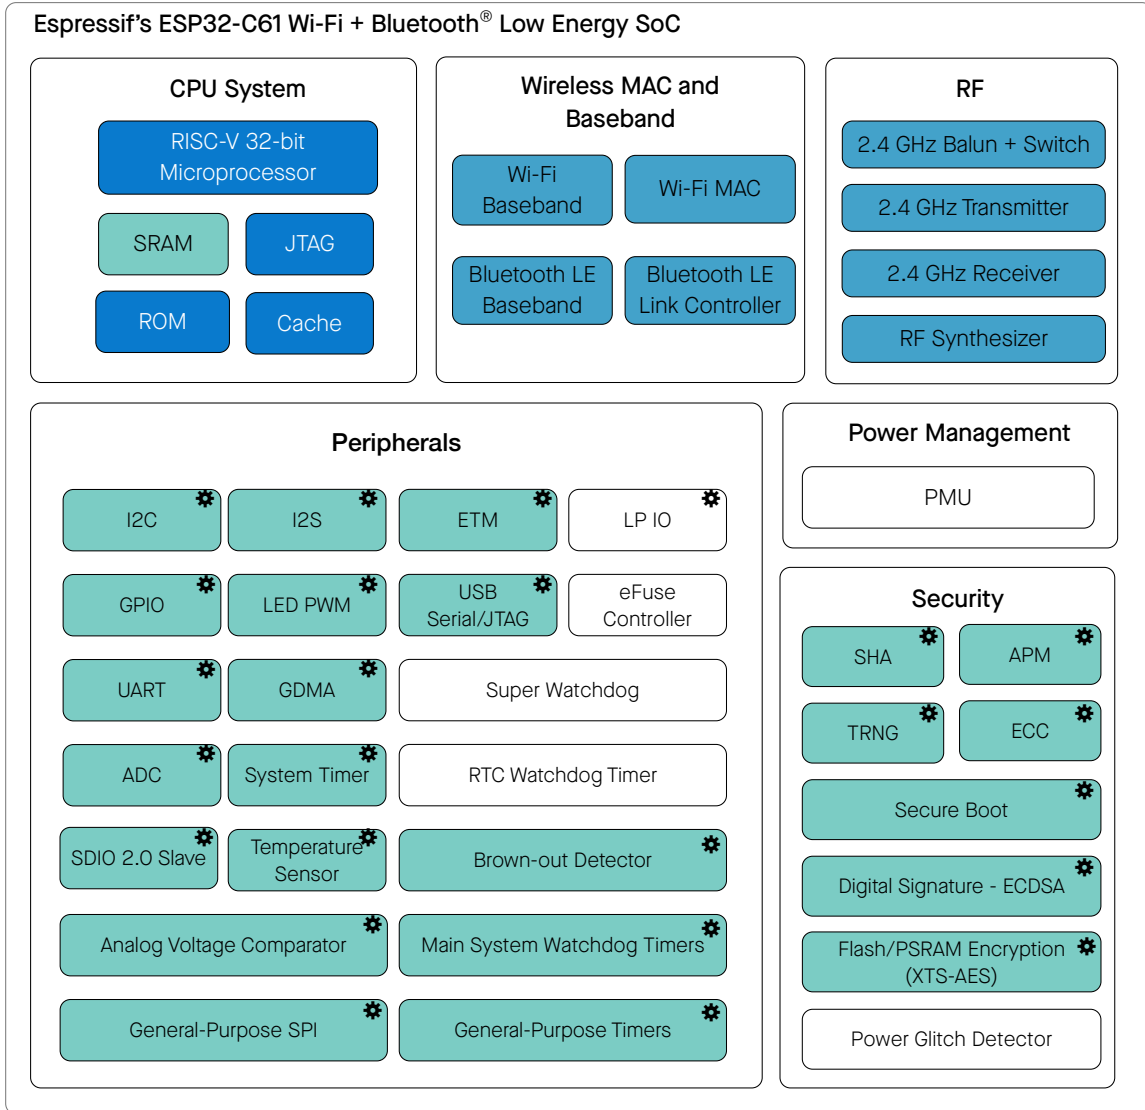 Espressif's ESP32-C61 Wi-Fi + Bluetooth® Low Energy SoC
CPU System
RISC-V 32-bit
Microprocessor
SRAM
JTAG
ROM
Cache
Wireless MAC and
Baseband
Wi-Fi
Baseband
Wi-Fi MAC
Bluetooth LE
Baseband
Bluetooth LE
Link Controller
RF
2.4 GHz Balun + Switch
2.4 GHz Transmitter
2.4 GHz Receiver
RF Synthesizer
Peripherals
I2C
I2S
ETM
LP IO
GPIO
LED PWM
USB
Serial/JTAG
eFuse
Controller
UART
GDMA
Super Watchdog
ADC
System Timer
RTC Watchdog Timer
SDIO 2.0 Slave
Temperature
Sensor
Brown-out Detector
Analog Voltage Comparator
Main System Watchdog Timers
General-Purpose SPI
General-Purpose Timers
Power Management
PMU
Security
SHA
APM
TRNG
ECC
Secure Boot
Digital Signature - ECDSA
Flash/PSRAM Encryption
(XTS-AES)
Power Glitch Detector